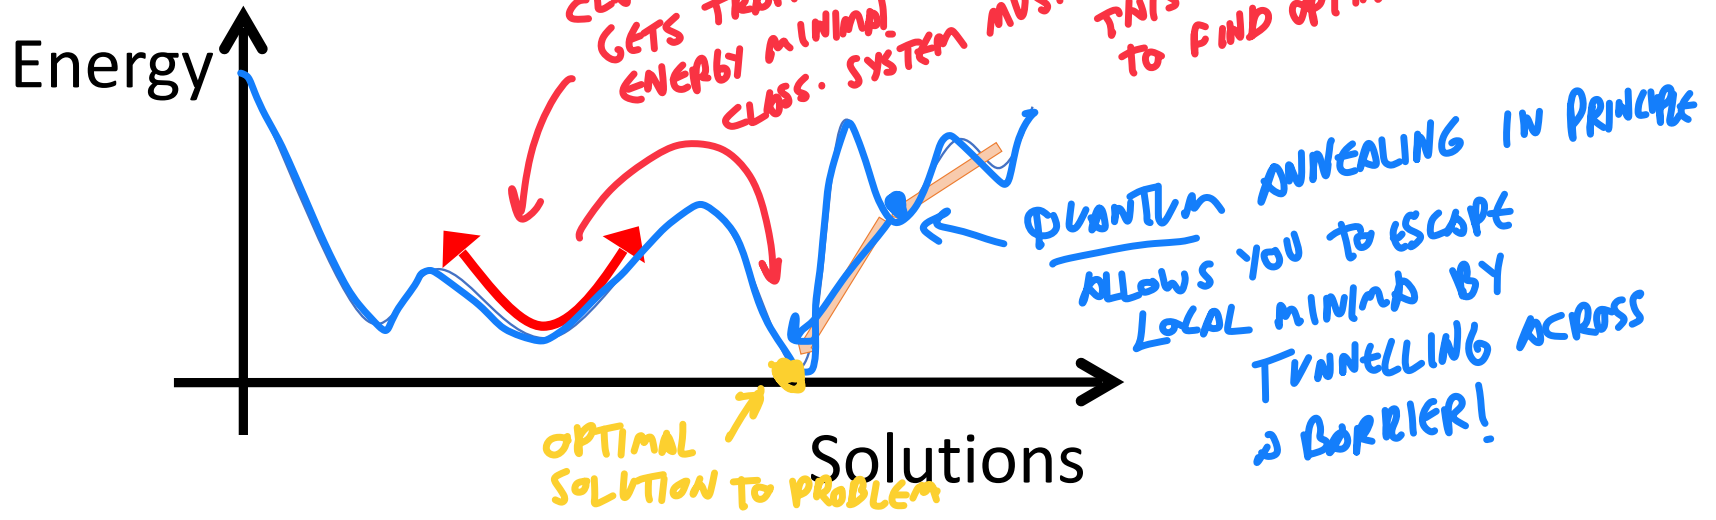 Energy
GETS
ENERGY MINIMA
CLASS. SYSTEM
THIS
TO FIND
QUANTUM ANNEALING IN PRINCIPLE
ALLOWS YOU TO ESCAPE
LOCAL MINIMA BY
TUNNELLING ACROSS
a BARRIER!
OPTIMAL
SOLUTION TO PROBLEM
Solutions